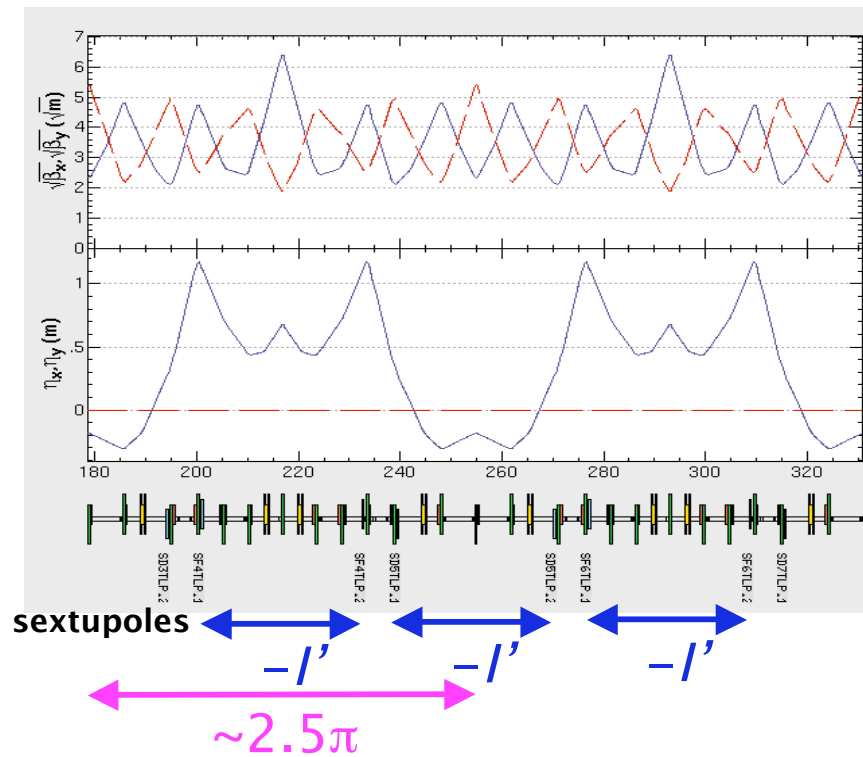 7
6
5
4
3
2
1
0
√βx,√βy (√m)
1
.5
0
ηx,ηy (m)
180 200 220 240 260 280 300 320
SD3TLP.2 SF4TLP.1 SF4TLP.2 SD5TLP.1 SD5TLP.2 SF6TLP.1 SF6TLP.2 SD7TLP.1
sextupoles
–I’ –I’ –I’
~2.5π